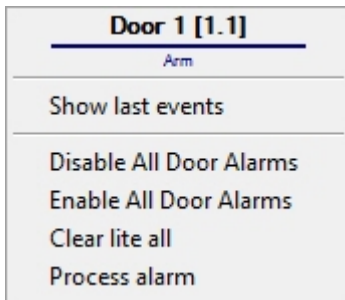 Door 1 [1.1]
Arm
Show last events
Disable All Door Alarms
Enable All Door Alarms
Clear lite all
Process alarm